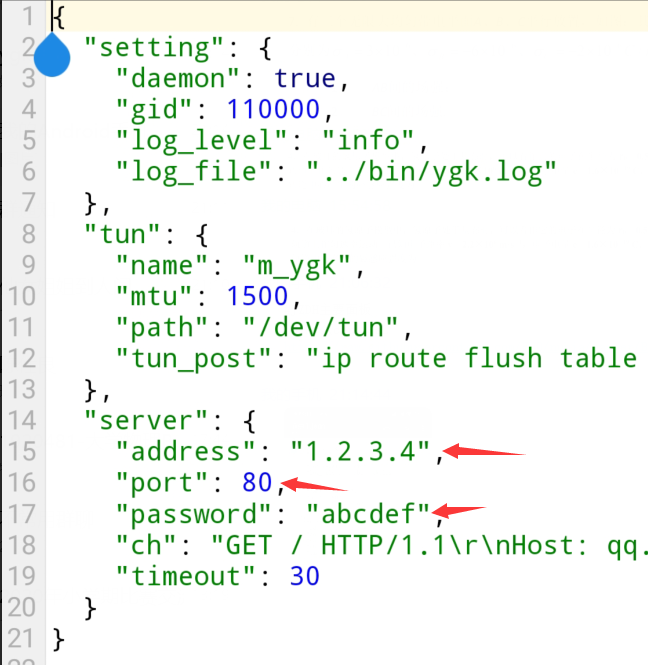 1 {
2 "setting": {
3 "daemon": true,
4 "gid": 110000,
5 "log_level": "info",
6 "log_file": "../bin/ygk.log"
7 },
8 "tun": {
9 "name": "m_ygk",
10 "mtu": 1500,
11 "path": "/dev/tun",
12 "tun_post": "ip route flush table
13 },
14 "server": {
15 "address": "1.2.3.4",
16 "port": 80,
17 "password": "abcdef",
18 "ch": "GET / HTTP/1.1\r\nHost: qq.
19 "timeout": 30
20 }
21 }